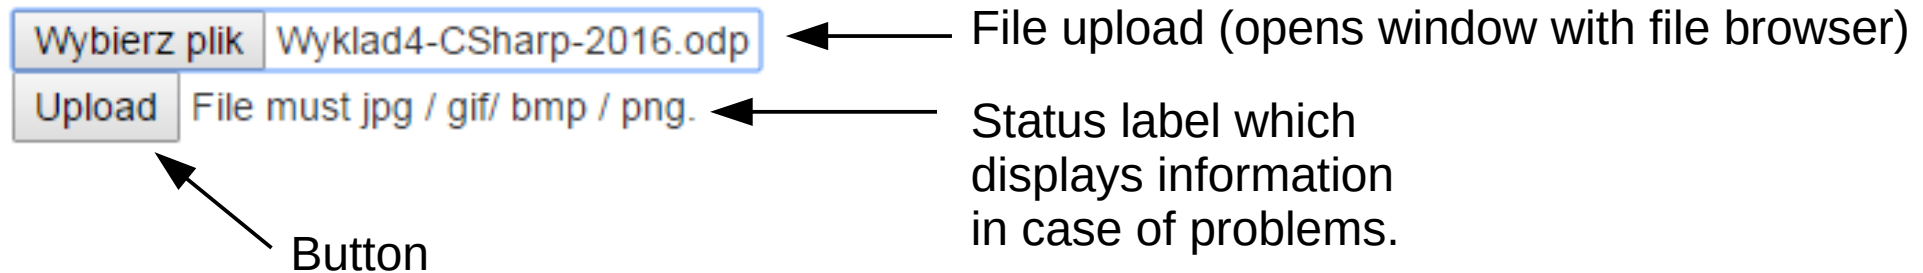 Wybierz plik Wyklad4-CSharp-2016.odp
File upload (opens window with file browser)
Upload File must jpg / gif/ bmp / png.
Status label which
displays information
in case of problems.
Button